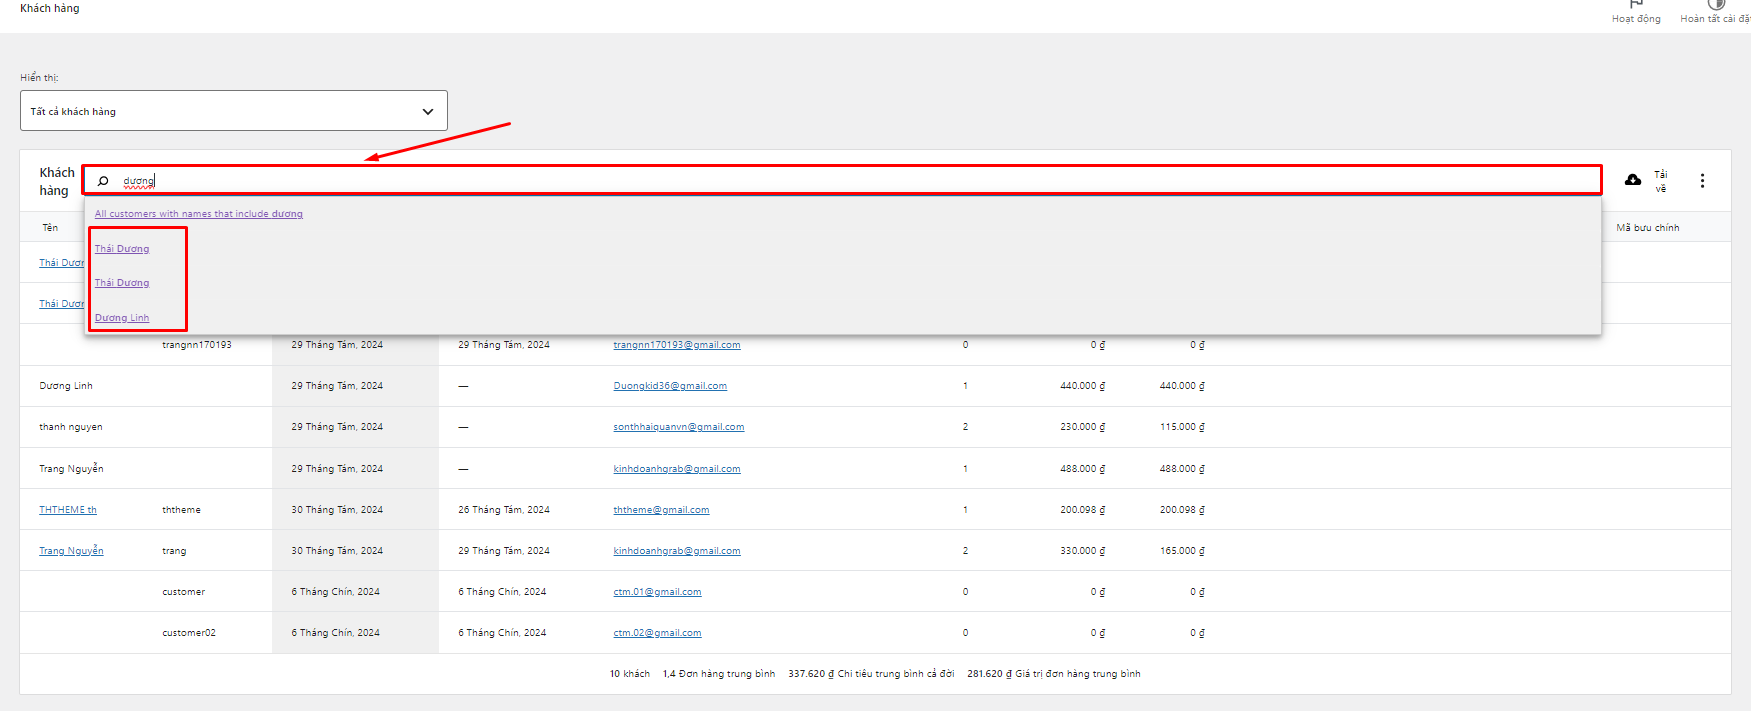 Khách hàng
Hoạt động Hoàn tất cài đặt
Hiển thị:
Tất cả khách hàng
Khách hàng
dương
Tải về
All customers with names that include dương
Tên Mã bưu chính
Thái Dương
Thái Dươn
Thái Dương
Thái Dươn
Dương Linh
trangnn170193 29 Tháng Tám, 2024 29 Tháng Tám, 2024 trangnn170193@gmail.com 0 0 ₫ 0 ₫
Dương Linh 29 Tháng Tám, 2024 — Duongkid36@gmail.com 1 440.000 ₫ 440.000 ₫
thanh nguyen 29 Tháng Tám, 2024 — sonthhaiquanvn@gmail.com 2 230.000 ₫ 115.000 ₫
Trang Nguyễn 29 Tháng Tám, 2024 — kinhdoanhgrab@gmail.com 1 488.000 ₫ 488.000 ₫
THTHEME th ththeme 30 Tháng Tám, 2024 26 Tháng Tám, 2024 ththeme@gmail.com 1 200.098 ₫ 200.098 ₫
Trang Nguyễn trang 30 Tháng Tám, 2024 29 Tháng Tám, 2024 kinhdoanhgrab@gmail.com 2 330.000 ₫ 165.000 ₫
customer 6 Tháng Chín, 2024 6 Tháng Chín, 2024 ctm.01@gmail.com 0 0 ₫ 0 ₫
customer02 6 Tháng Chín, 2024 6 Tháng Chín, 2024 ctm.02@gmail.com 0 0 ₫ 0 ₫
10 khách 1,4 Đơn hàng trung bình 337.620 ₫ Chi tiêu trung bình cả đời 281.620 ₫ Giá trị đơn hàng trung bình